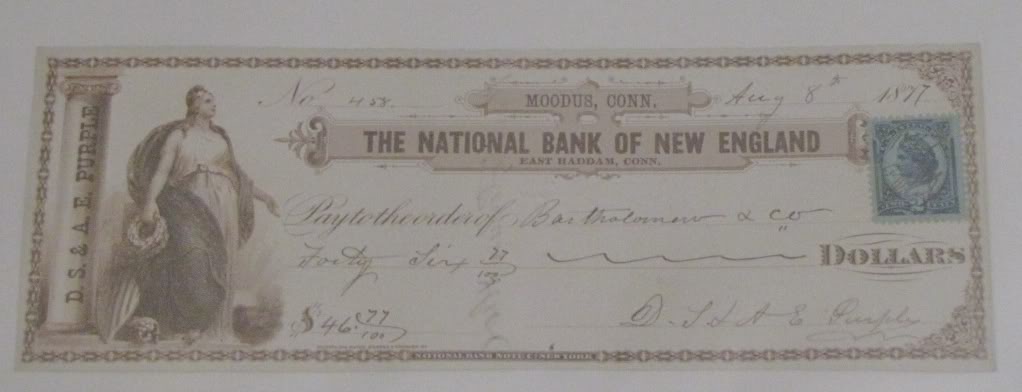 D. S. & A. E. PURPLE
No. 458. MOODUS, CONN. Aug 8th 1877
THE NATIONAL BANK OF NEW ENGLAND
EAST HADDAM, CONN.
Pay to the order of Bartholomew & Co
Forty Six 77/100 DOLLARS
$46. 77/100 D. S & A E Purple
NATIONAL BANK NOTE CO. NEW YORK